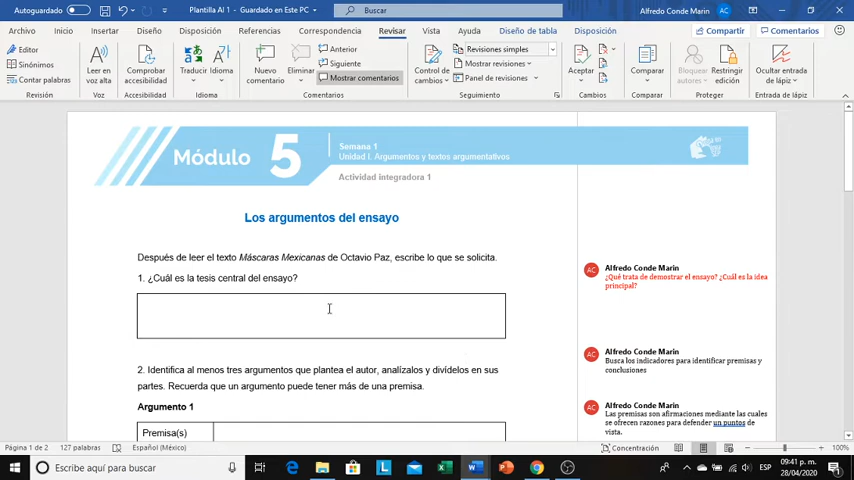 Autoguardado
Plantilla AI 1 - Guardado en Este PC
Buscar
Alfredo Conde Marin
AC
Archivo
Inicio
Insertar
Diseño
Disposición
Referencias
Correspondencia
Revisar
Vista
Ayuda
Diseño de tabla
Disposición
Compartir
Comentarios
Editor
Sinónimos
Contar palabras
Revisión
Leer en
voz alta
Voz
Comprobar
accesibilidad
Accesibilidad
Traducir
Idioma
Idioma
Nuevo
comentario
Eliminar
Anterior
Siguiente
Mostrar comentarios
Comentarios
Control de
cambios
Revisiones simples
Mostrar revisiones
Panel de revisiones
Seguimiento
Aceptar
Cambios
Comparar
Comparar
Bloquear
autores
Restringir
edición
Proteger
Ocultar entrada
de lápiz
Entrada de lápiz
Módulo 5
Semana 1
Unidad I. Argumentos y textos argumentativos
Actividad integradora 1
Los argumentos del ensayo
Después de leer el texto Máscaras Mexicanas de Octavio Paz, escribe lo que se solicita.
1. ¿Cuál es la tesis central del ensayo?
2. Identifica al menos tres argumentos que plantea el autor, analízalos y divídelos en sus
partes. Recuerda que un argumento puede tener más de una premisa.
Argumento 1
Premisa(s)
AC
Alfredo Conde Marin
¿Qué trata de demostrar el ensayo? ¿Cuál es la idea
principal?
AC
Alfredo Conde Marin
Busca los indicadores para identificar premisas y
conclusiones
AC
Alfredo Conde Marin
Las premisas son afirmaciones mediante las cuales
se ofrecen razones para defender un puntos de
vista.
Página 1 de 2
127 palabras
Español (México)
Concentración
100%
Escribe aquí para buscar
ESP
09:41 p. m.
28/04/2020